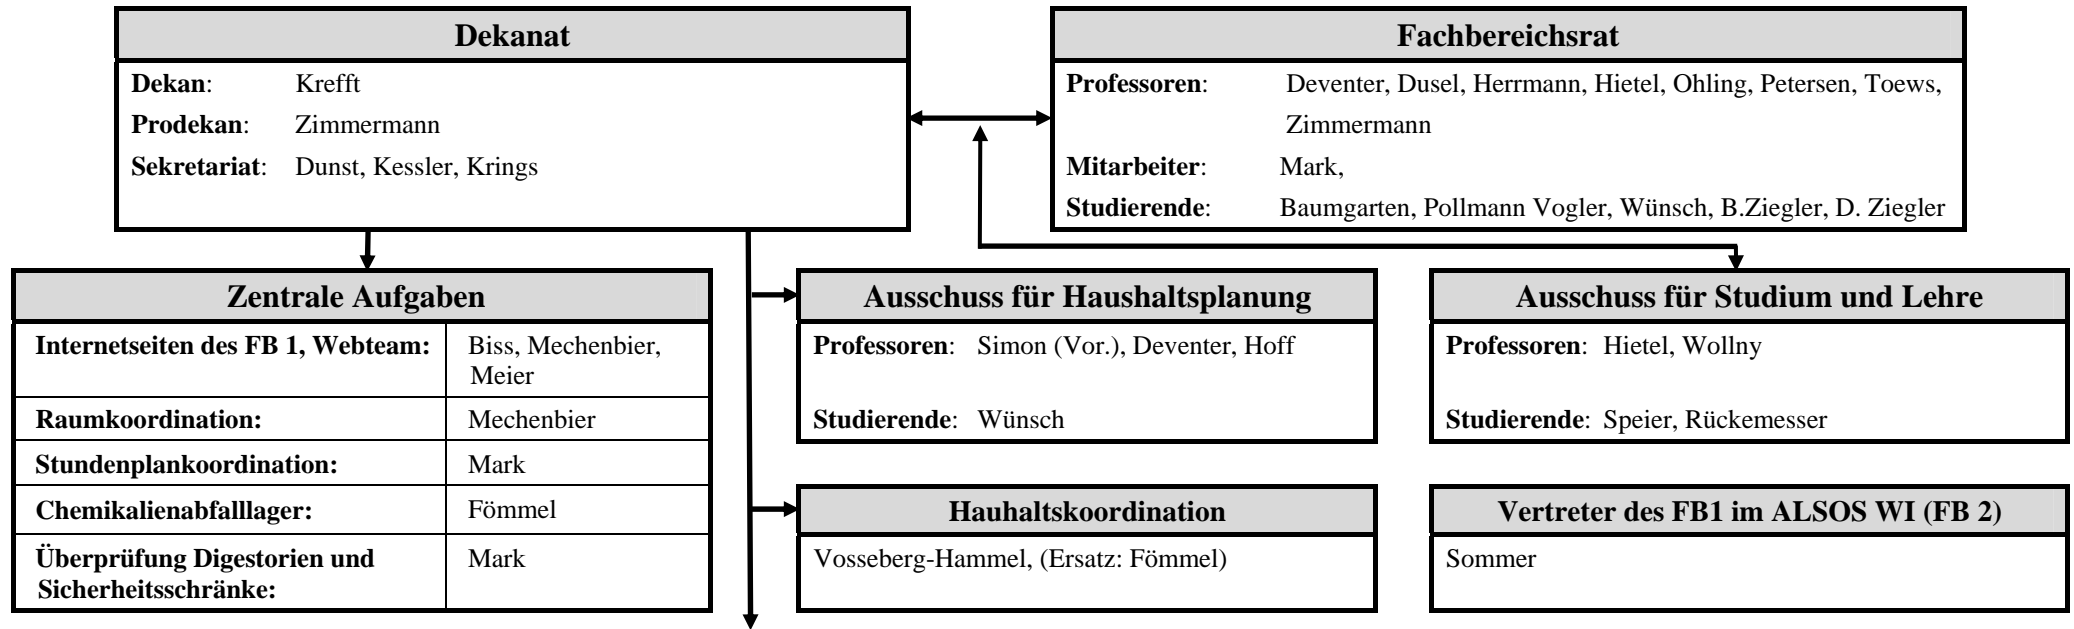 Dekanat
Dekan: Krefft
Prodekan: Zimmermann
Sekretariat: Dunst, Kessler, Krings
Fachbereichsrat
Professoren: Deventer, Dusel, Herrmann, Hietel, Ohling, Petersen, Toews,
Zimmermann
Mitarbeiter: Mark,
Studierende: Baumgarten, Pollmann Vogler, Wünsch, B.Ziegler, D. Ziegler
Zentrale Aufgaben
Internetseiten des FB 1, Webteam: Biss, Mechenbier,
Meier
Raumkoordination: Mechenbier
Stundenplankoordination: Mark
Chemikalienabfalllager: Fömmel
Überprüfung Digestorien und Mark
Sicherheitsschränke:
Ausschuss für Haushaltsplanung
Professoren: Simon (Vor.), Deventer, Hoff
Studierende: Wünsch
Ausschuss für Studium und Lehre
Professoren: Hietel, Wollny
Studierende: Speier, Rückemesser
Hauhaltskoordination
Vosseberg-Hammel, (Ersatz: Fömmel)
Vertreter des FB1 im ALSOS WI (FB 2)
Sommer